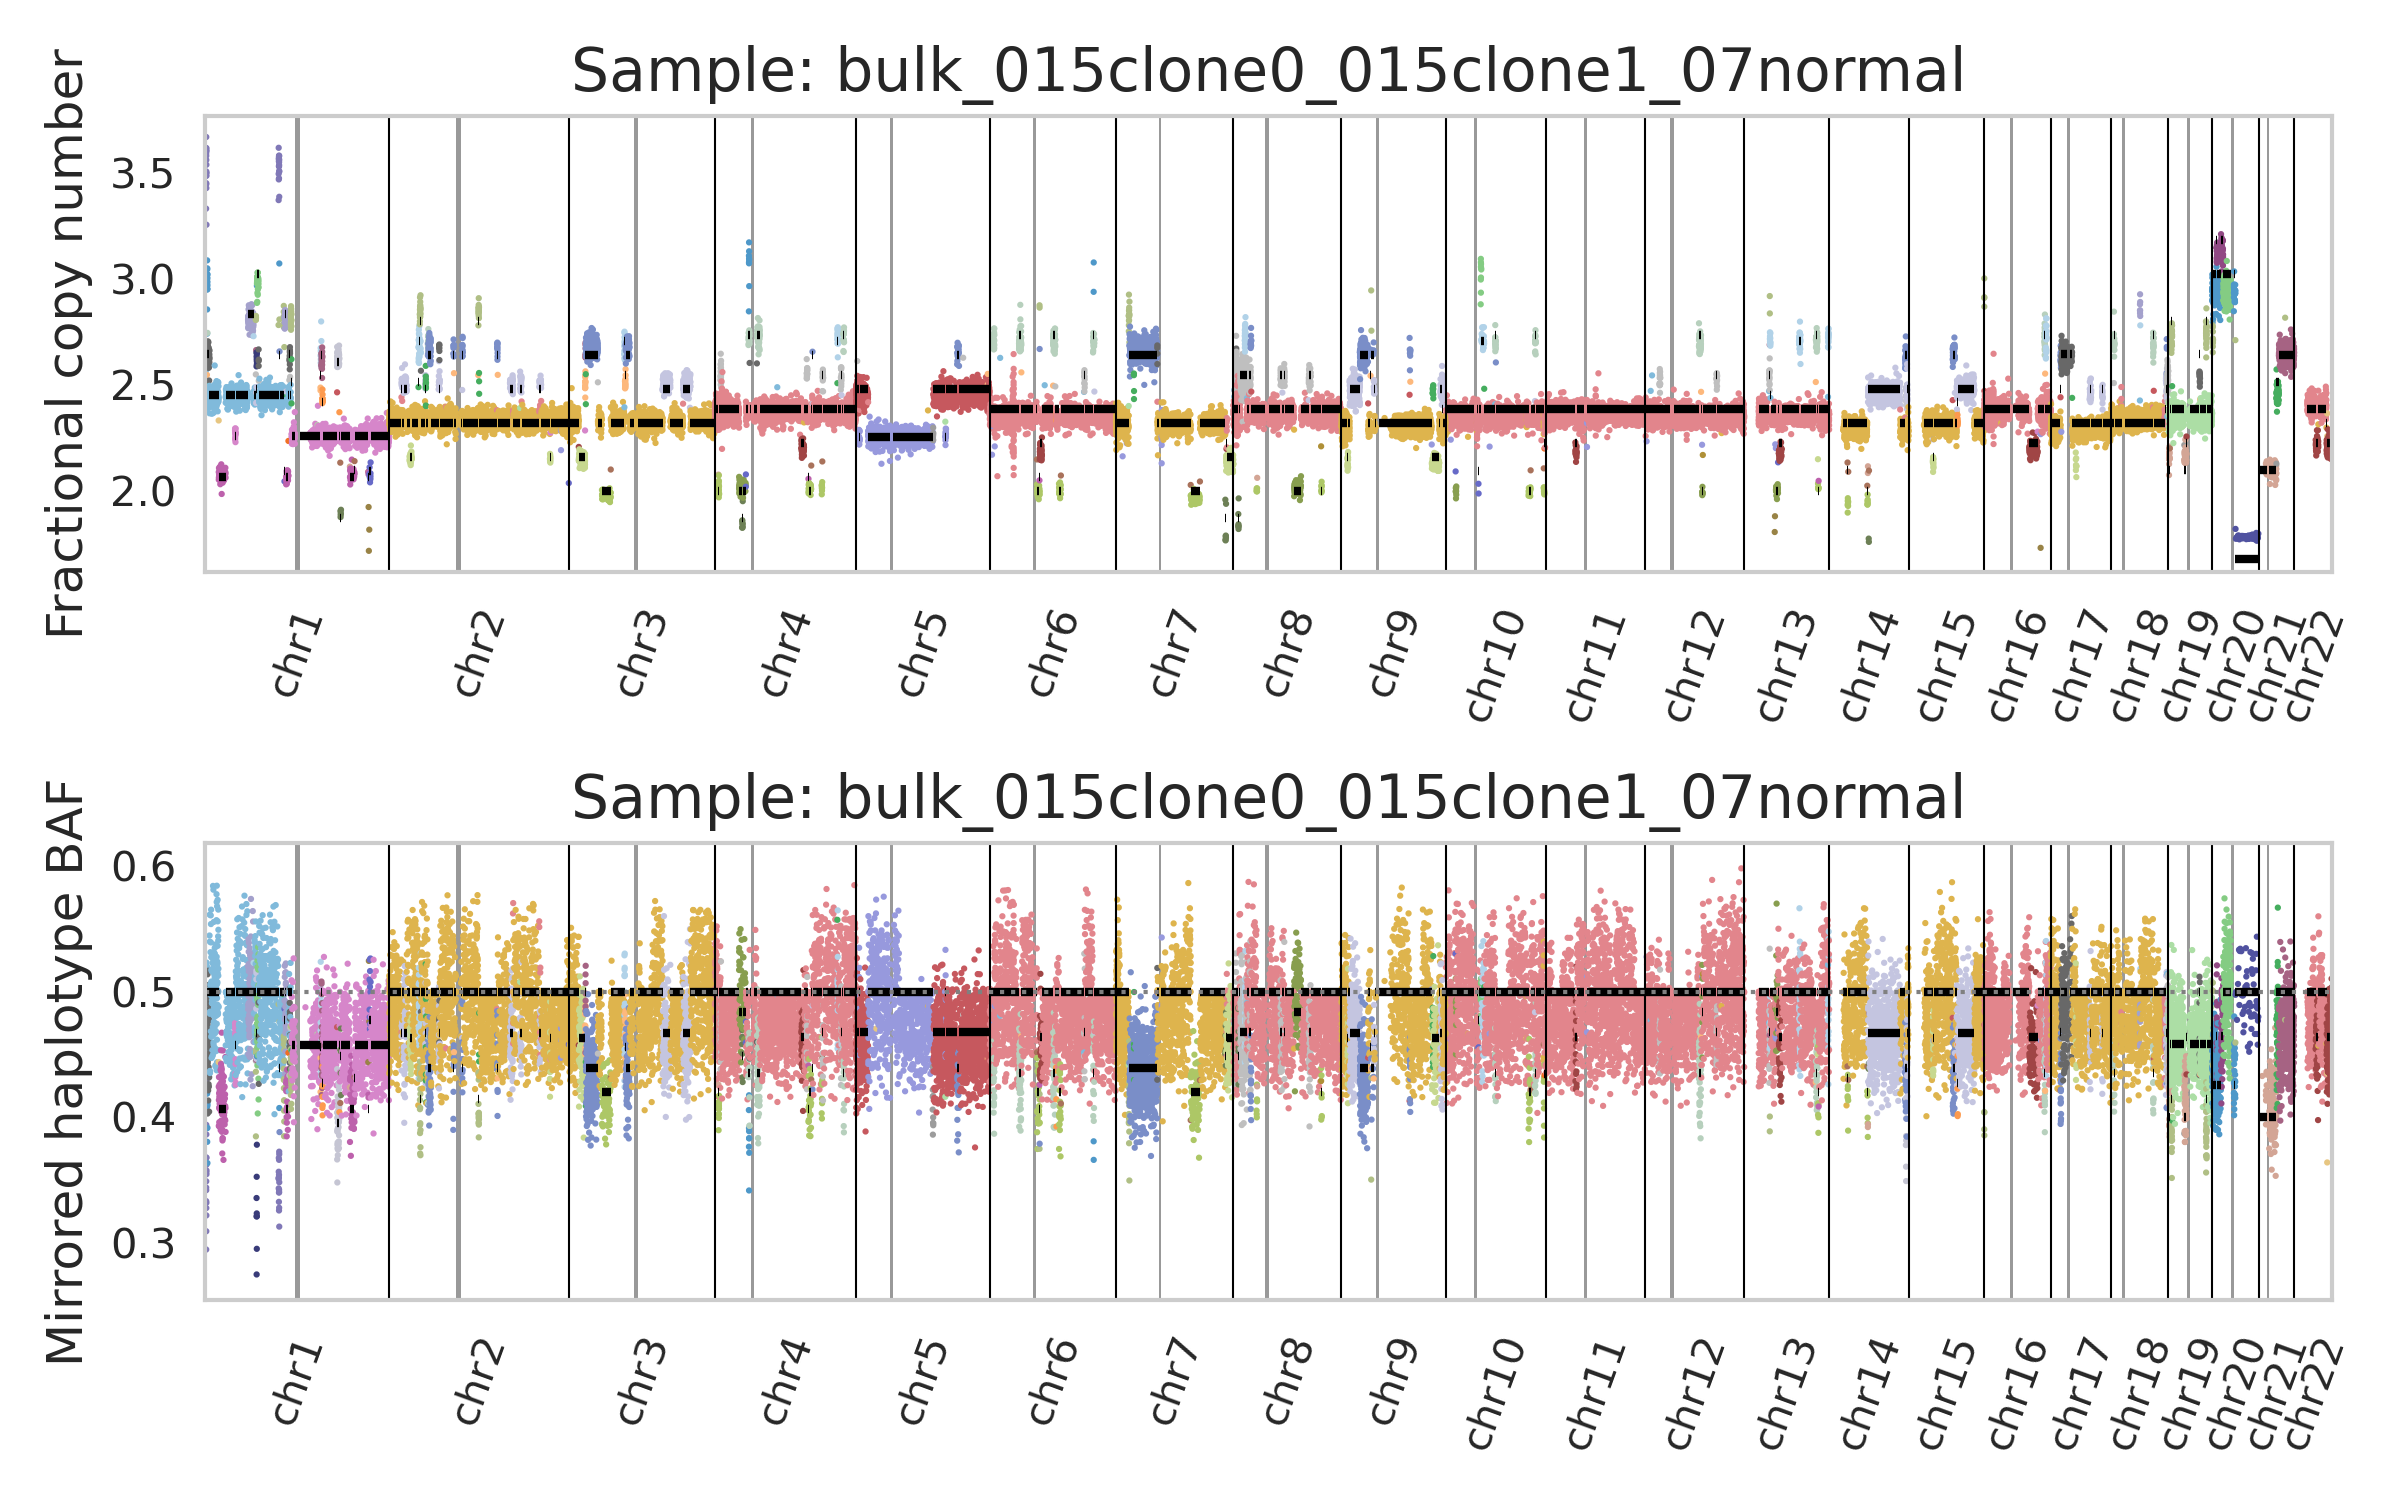 Sample: bulk_015clone0_015clone1_07normal
Fractional copy number
3.5
3.0
2.5
2.0
chr1 chr2 chr3 chr4 chr5 chr6 chr7 chr8 chr9 chr10 chr11 chr12 chr13 chr14 chr15 chr16 chr17 chr18 chr19 chr20 chr21 chr22
Sample: bulk_015clone0_015clone1_07normal
Mirrored haplotype BAF
0.6
0.5
0.4
0.3
chr1 chr2 chr3 chr4 chr5 chr6 chr7 chr8 chr9 chr10 chr11 chr12 chr13 chr14 chr15 chr16 chr17 chr18 chr19 chr20 chr21 chr22